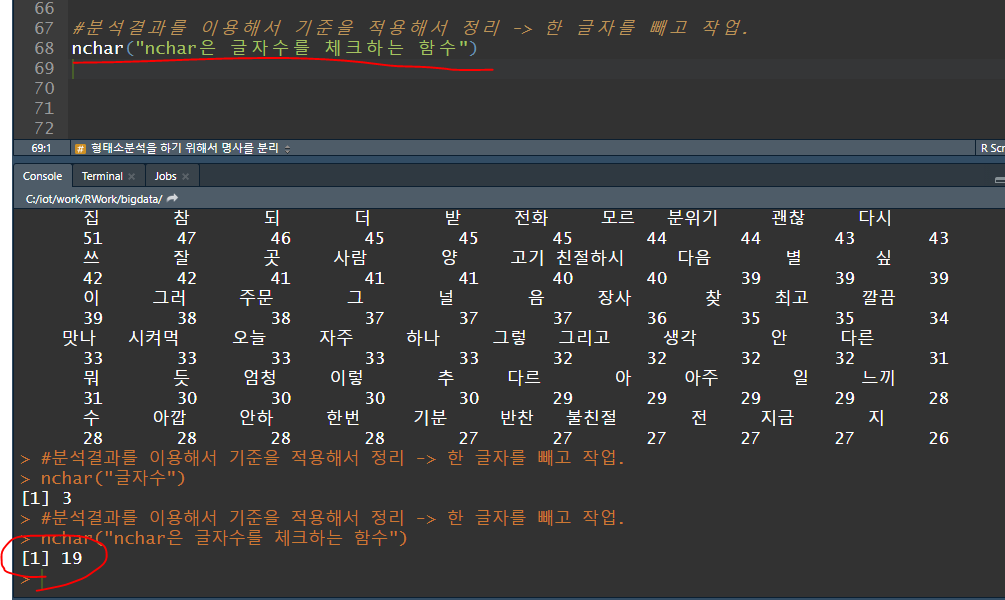 66
67 #분석결과를 이용해서 기준을 적용해서 정리 -> 한 글자를 빼고 작업.
68 nchar("nchar은 글자수를 체크하는 함수")
69
70
71
72
69:1 # 형태소분석을 하기 위해서 명사를 분리 R Scr
Console Terminal × Jobs ×
C:/iot/work/RWork/bigdata/
집 참 되 더 받 전화 모르 분위기 괜찮 다시
51 47 46 45 45 45 44 44 43 43
쓰 잘 곳 사람 양 고기 친절하시 다음 별 싶
42 42 41 41 41 40 40 39 39 39
이 그러 주문 그 널 음 장사 찾 최고 깔끔
39 38 38 37 37 37 36 35 35 34
맛나 시켜먹 오늘 자주 하나 그렇 그리고 생각 안 다른
33 33 33 33 33 32 32 32 32 31
뭐 듯 엄청 이렇 추 다르 아 아주 일 느끼
31 30 30 30 30 29 29 29 29 28
수 아깝 안하 한번 기분 반찬 불친절 전 지금 지
28 28 28 28 27 27 27 27 27 26
> #분석결과를 이용해서 기준을 적용해서 정리 -> 한 글자를 빼고 작업.
> nchar("글자수")
[1] 3
> #분석결과를 이용해서 기준을 적용해서 정리 -> 한 글자를 빼고 작업.
> nchar("nchar은 글자수를 체크하는 함수")
[1] 19
>